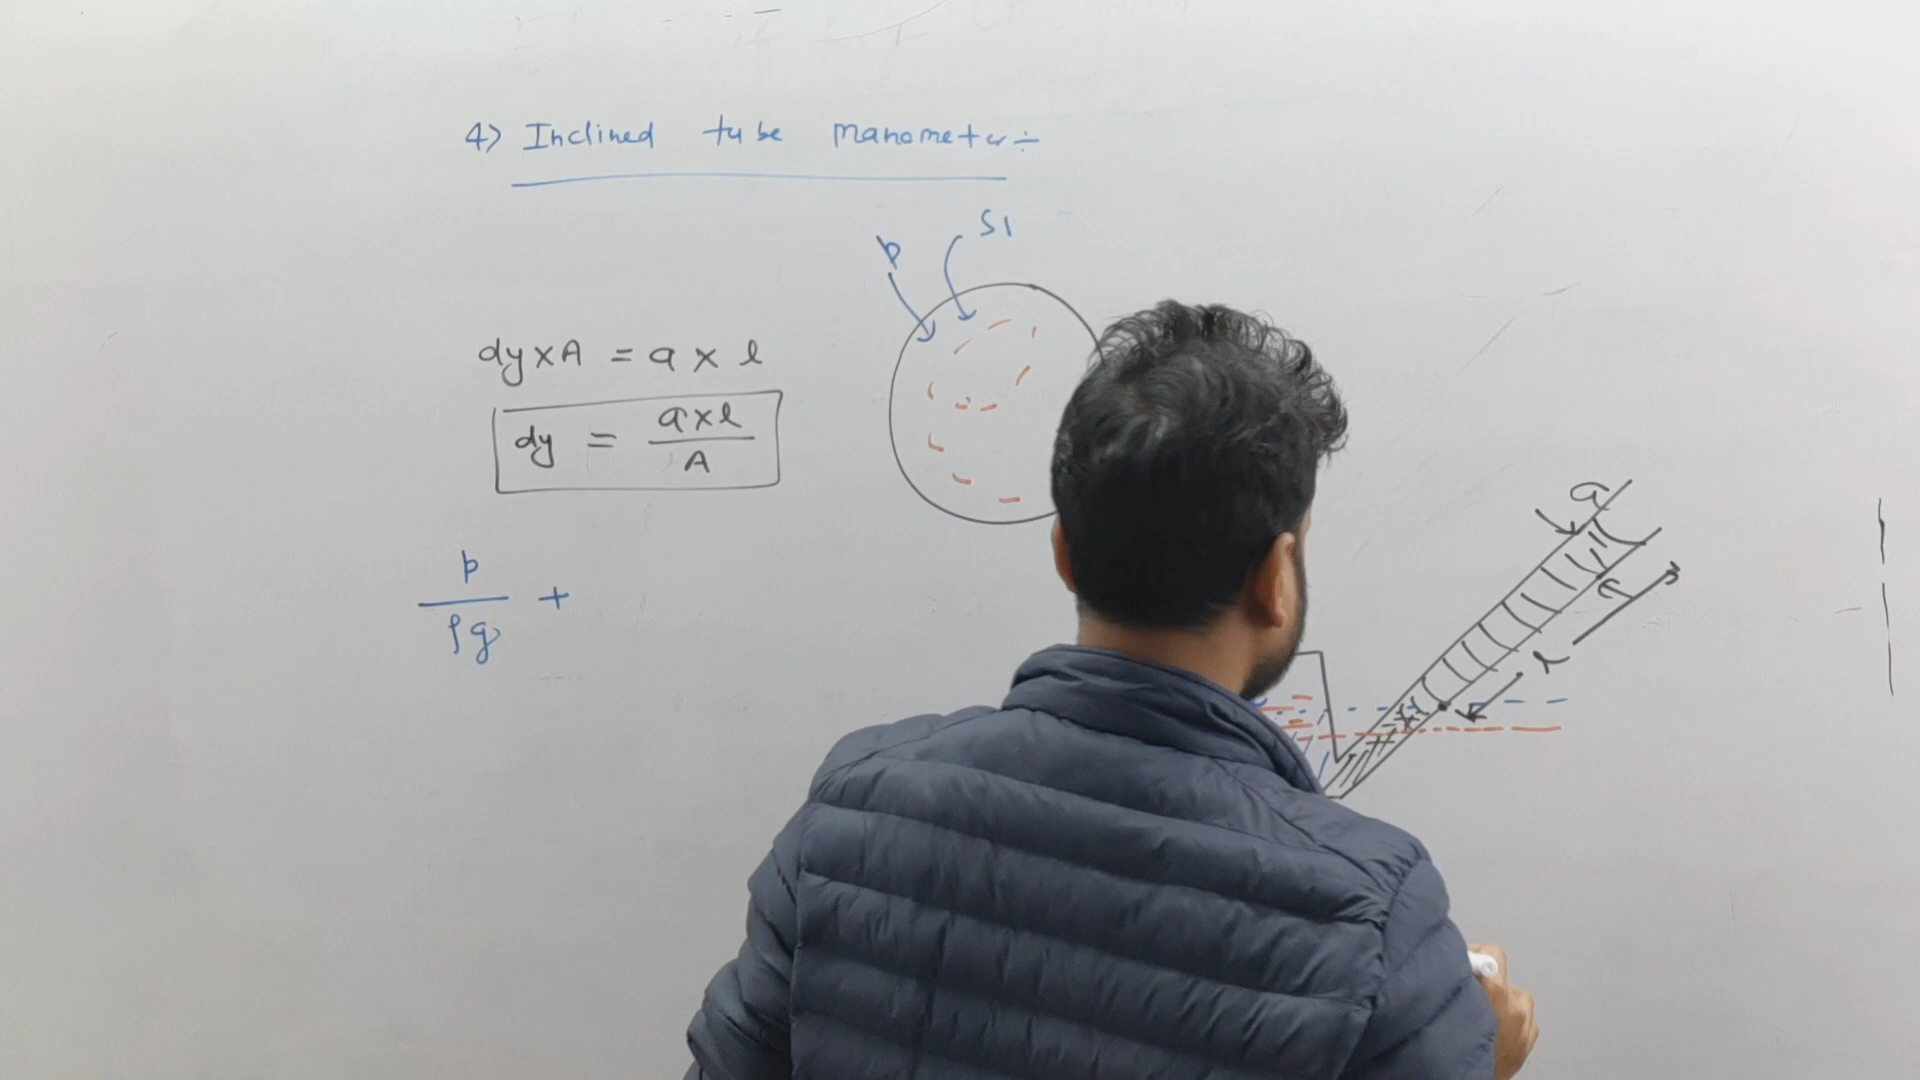 4) Inclined tube manometer:-
p S1
dy x A = a x l
dy = a x l / A
p / ρg +
a
l